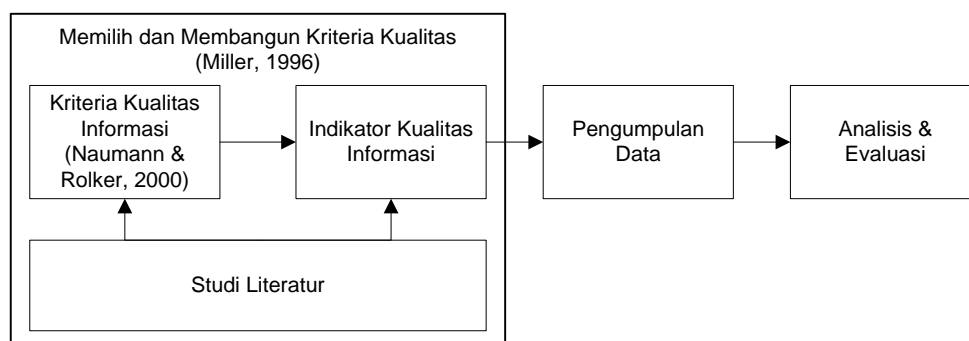 Memilih dan Membangun Kriteria Kualitas
(Miller, 1996)
Kriteria Kualitas
Informasi
(Naumann &
Rolker, 2000)
Indikator Kualitas
Informasi
Pengumpulan
Data
Analisis &
Evaluasi
Studi Literatur